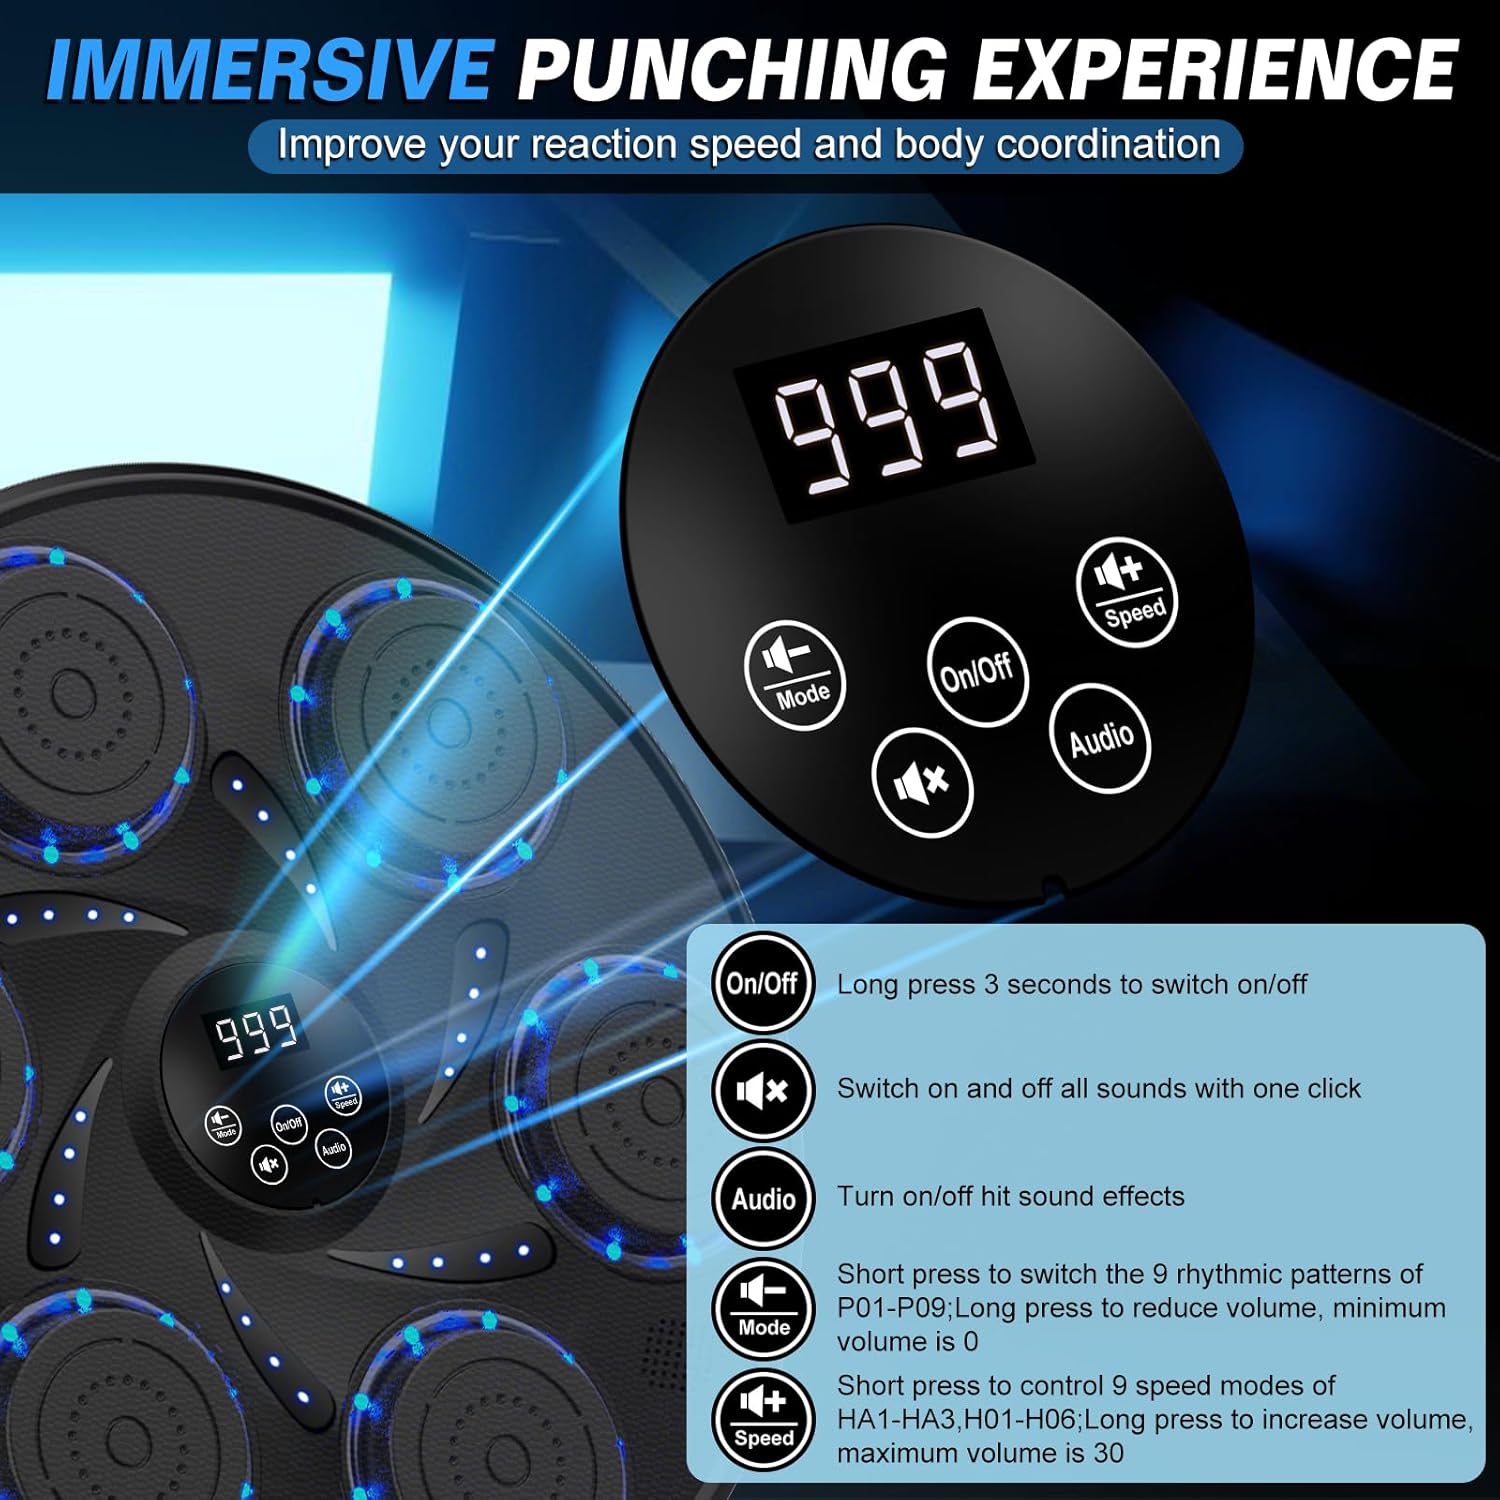 IMMERSIVE PUNCHING EXPERIENCE
Improve your reaction speed and body coordination
999
Speed
Mode
On/Off
Audio
999
Speed
Mode
On/Off
Audio
On/Off
Long press 3 seconds to switch on/off
Switch on and off all sounds with one click
Audio
Turn on/off hit sound effects
Mode
Short press to switch the 9 rhythmic patterns of
P01-P09;Long press to reduce volume, minimum
volume is 0
Speed
Short press to control 9 speed modes of
HA1-HA3,H01-H06;Long press to increase volume,
maximum volume is 30